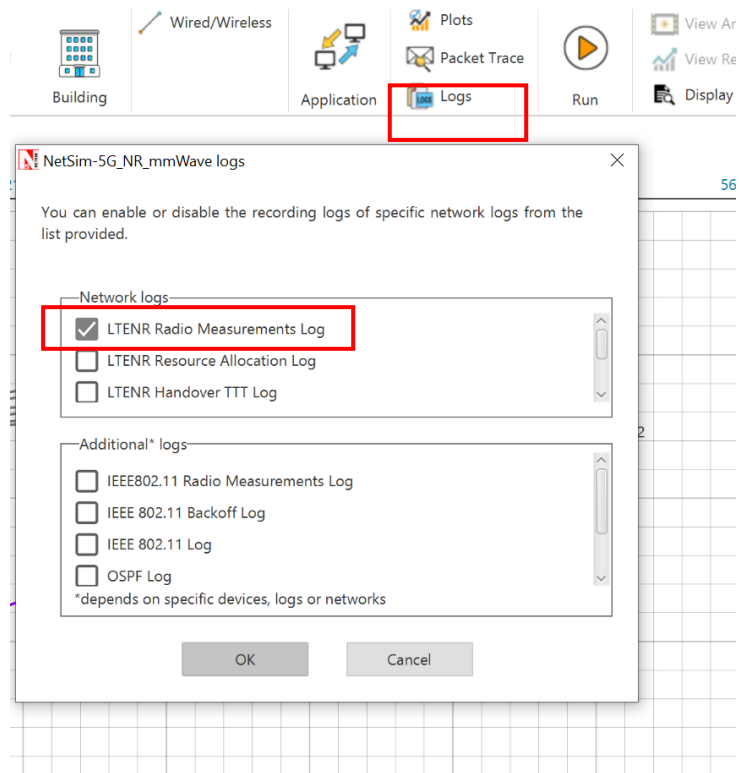 Wired/Wireless
Building
Application
Plots
Packet Trace
LOGS
Logs
Run
View
View Re
Display
NetSim-5G_NR_mmWave logs
56
You can enable or disable the recording logs of specific network logs from the
list provided.
Network logs
LTENR Radio Measurements Log
LTENR Resource Allocation Log
LTENR Handover TTT Log
2
Additional* logs
IEEE802.11 Radio Measurements Log
IEEE 802.11 Backoff Log
IEEE 802.11 Log
OSPF Log
*depends on specific devices, logs or networks
OK
Cancel